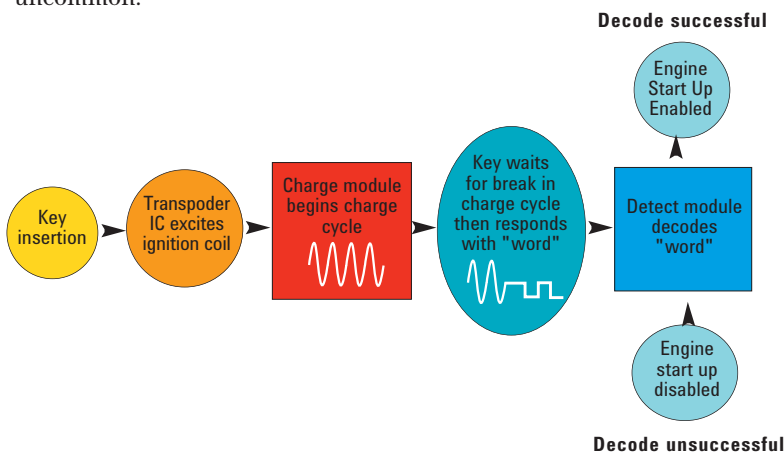 uncommon.
Decode successful
Engine
Start Up
Enabled
Key
insertion
Transpoder
IC excites
ignition coil
Charge module
begins charge
cycle
Key waits
for break in
charge cycle
then responds
with "word"
Detect module
decodes
"word"
Engine
start up
disabled
Decode unsuccessful